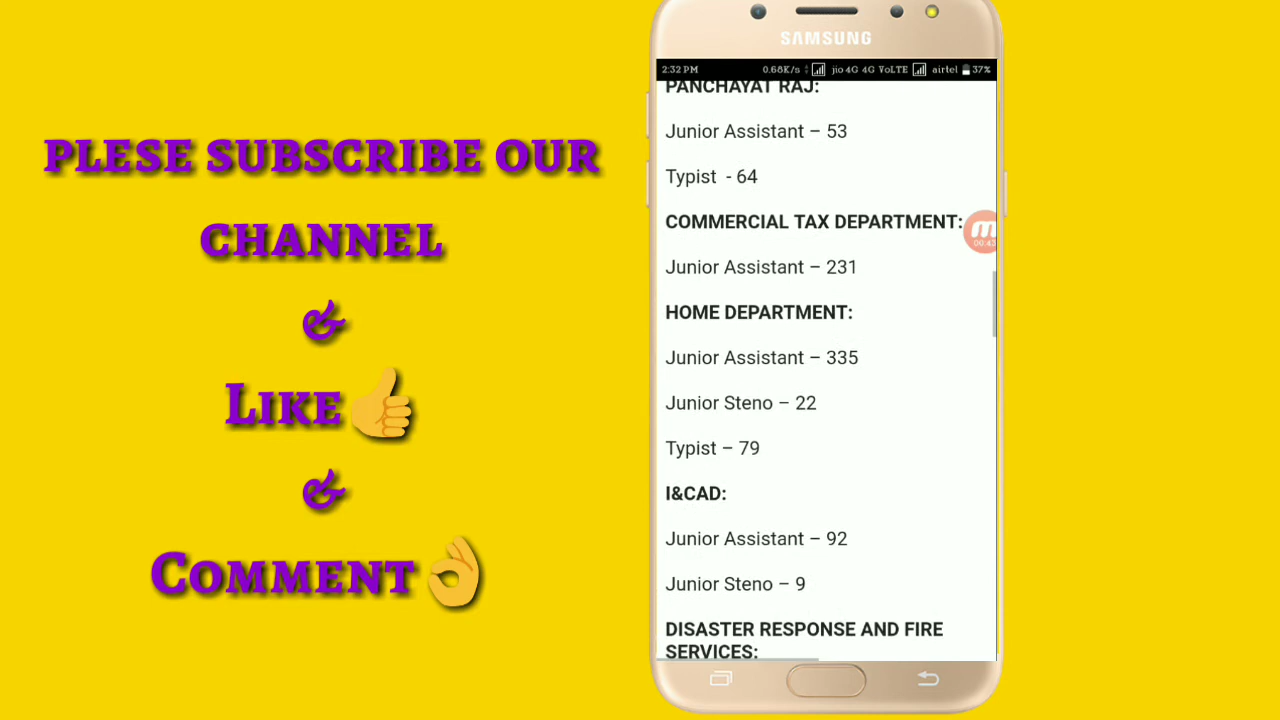 PLESE SUBSCRIBE OUR
CHANNEL
&
LIKE👍
&
COMMENT👌
SAMSUNG
2:32 PM 0.68K/s jio 4G 4G VoLTE airtel 37%
PANCHAYAT RAJ:
Junior Assistant – 53
Typist - 64
COMMERCIAL TAX DEPARTMENT:
00:43
Junior Assistant – 231
HOME DEPARTMENT:
Junior Assistant – 335
Junior Steno – 22
Typist – 79
I&CAD:
Junior Assistant – 92
Junior Steno – 9
DISASTER RESPONSE AND FIRE
SERVICES: